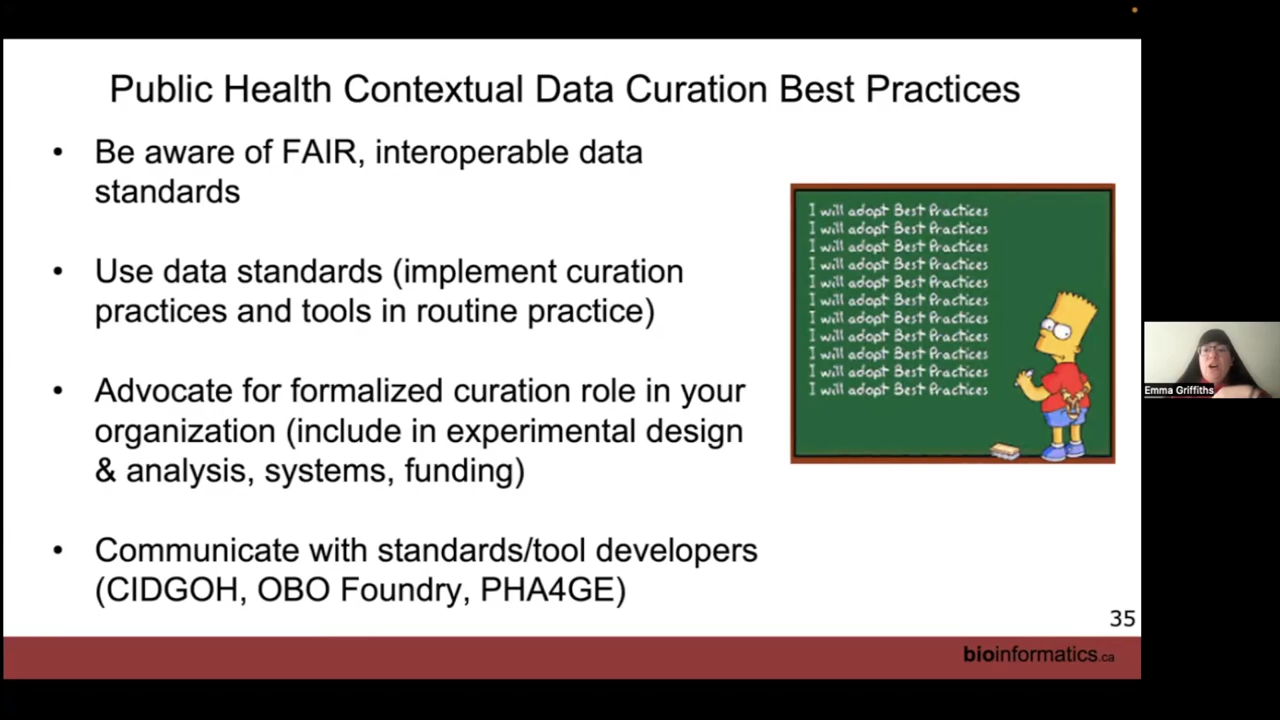 Public Health Contextual Data Curation Best Practices
• Be aware of FAIR, interoperable data
standards
• Use data standards (implement curation
practices and tools in routine practice)
• Advocate for formalized curation role in your
organization (include in experimental design
& analysis, systems, funding)
• Communicate with standards/tool developers
(CIDGOH, OBO Foundry, PHA4GE)
I will adopt Best Practices
I will adopt Best Practices
I will adopt Best Practices
I will adopt Best Practices
I will adopt Best Practices
I will adopt Best Practices
I will adopt Best Practices
I will adopt Best Practices
I will adopt Best Practices
I will adopt Best Practices
I will adopt Best Practices
Emma Griffiths
35
bioinformatics.ca